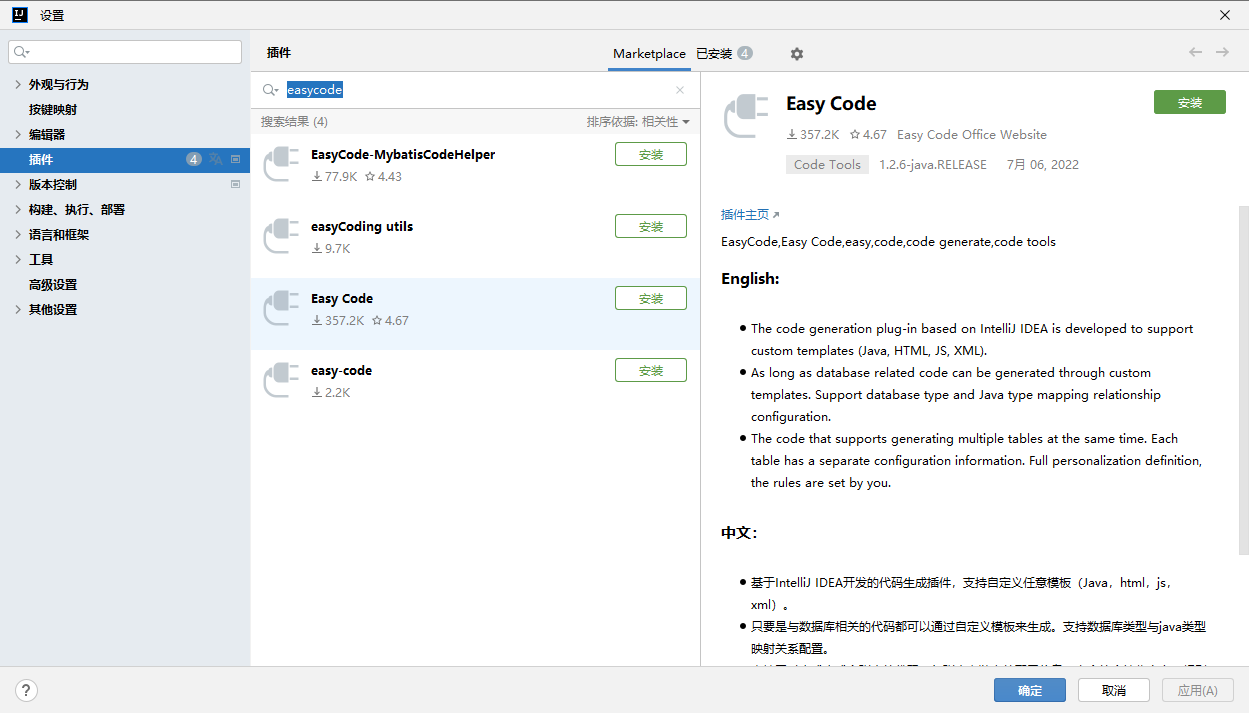 设置
外观与行为
按键映射
编辑器
插件 4
版本控制
构建、执行、部署
语言和框架
工具
高级设置
其他设置
插件 Marketplace 已安装 4
easycode
搜索结果 (4) 排序依据: 相关性
EasyCode-MybatisCodeHelper 安装
77.9K 4.43
easyCoding utils 安装
9.7K
Easy Code 安装
357.2K 4.67
easy-code 安装
2.2K
Easy Code 安装
357.2K 4.67 Easy Code Office Website
Code Tools 1.2.6-java.RELEASE 7月 06, 2022
插件主页
EasyCode,Easy Code,easy,code,code generate,code tools
English:
The code generation plug-in based on IntelliJ IDEA is developed to support
custom templates (Java, HTML, JS, XML).
As long as database related code can be generated through custom
templates. Support database type and Java type mapping relationship
configuration.
The code that supports generating multiple tables at the same time. Each
table has a separate configuration information. Full personalization definition,
the rules are set by you.
中文：
基于IntelliJ IDEA开发的代码生成插件，支持自定义任意模板（Java，html，js，
xml）。
只要是与数据库相关的代码都可以通过自定义模板来生成。支持数据库类型与java类型
映射关系配置。
? 确定 取消 应用(A)